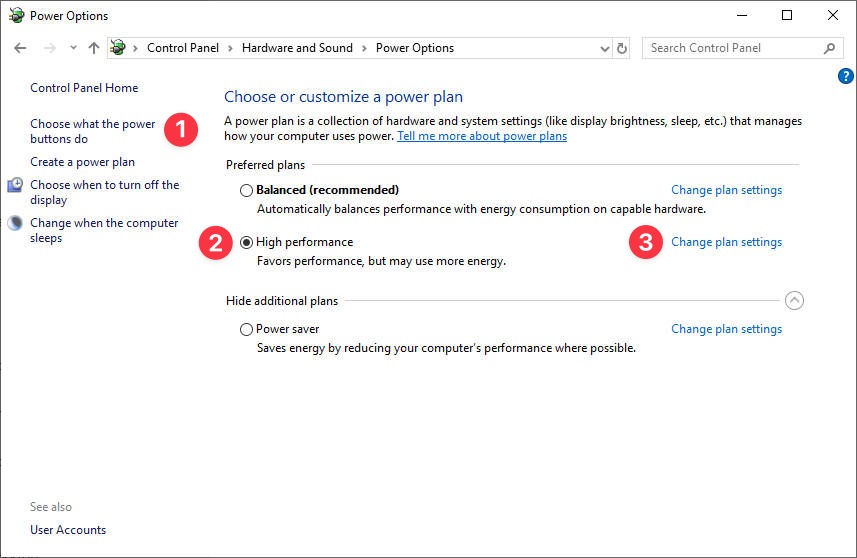 Power Options
Control Panel > Hardware and Sound > Power Options
Search Control Panel
?
Control Panel Home
Choose what the power
buttons do
1
Create a power plan
Choose when to turn off the
display
Change when the computer
sleeps
Choose or customize a power plan
A power plan is a collection of hardware and system settings (like display brightness, sleep, etc.) that manages
how your computer uses power. Tell me more about power plans
Preferred plans
Balanced (recommended) Change plan settings
Automatically balances performance with energy consumption on capable hardware.
2 High performance 3 Change plan settings
Favors performance, but may use more energy.
Hide additional plans
Power saver Change plan settings
Saves energy by reducing your computer's performance where possible.
See also
User Accounts